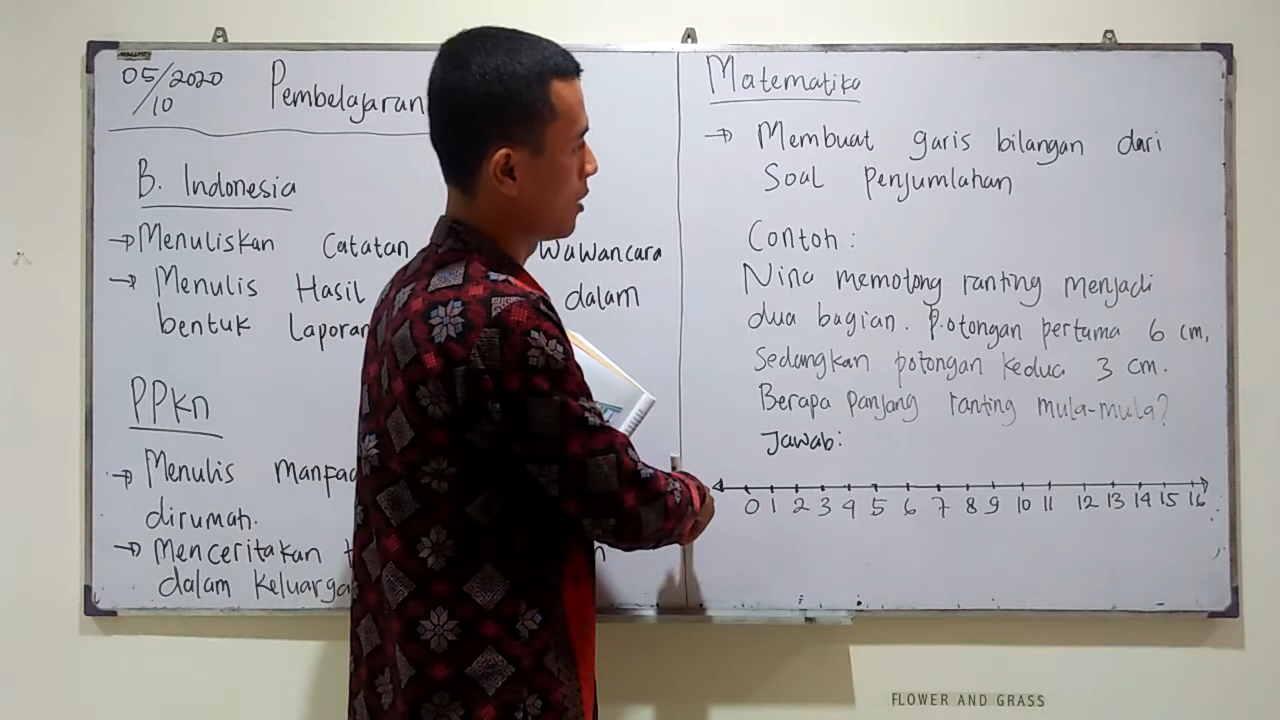 05/2020
/10
Pembelajaran
B. Indonesia
→ Menuliskan Catatan Wawancara
→ Menulis Hasil dalam
bentuk Laporan
PPkn
→ Menulis
dirumah.
→ Menceritakan
dalam Keluarga
Matematika
→ Membuat garis bilangan dari
Soal Penjumlahan
Contoh :
Nina memotong ranting menjadi
dua bagian. Potongan pertama 6 cm,
Sedangkan potongan kedua 3 cm.
Berapa panjang ranting mula-mula?
Jawab:
0 1 2 3 4 5 6 7 8 9 10 11 12 13 14 15 16
FLOWER AND GRASS